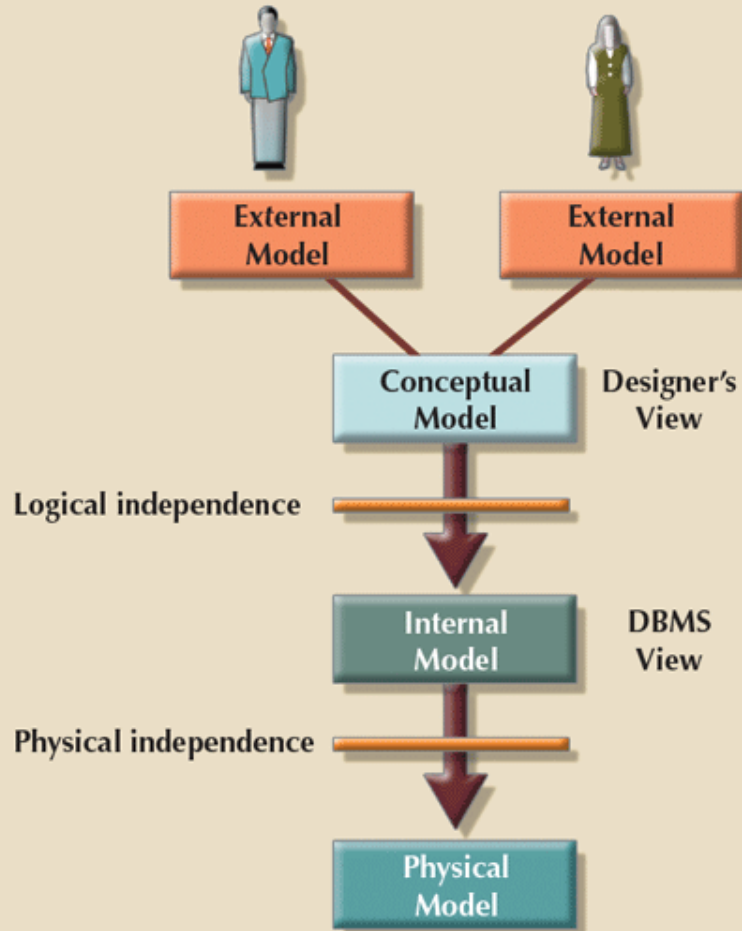 External
Model
External
Model
Conceptual
Model
Designer’s
View
Logical independence
Internal
Model
DBMS
View
Physical independence
Physical
Model